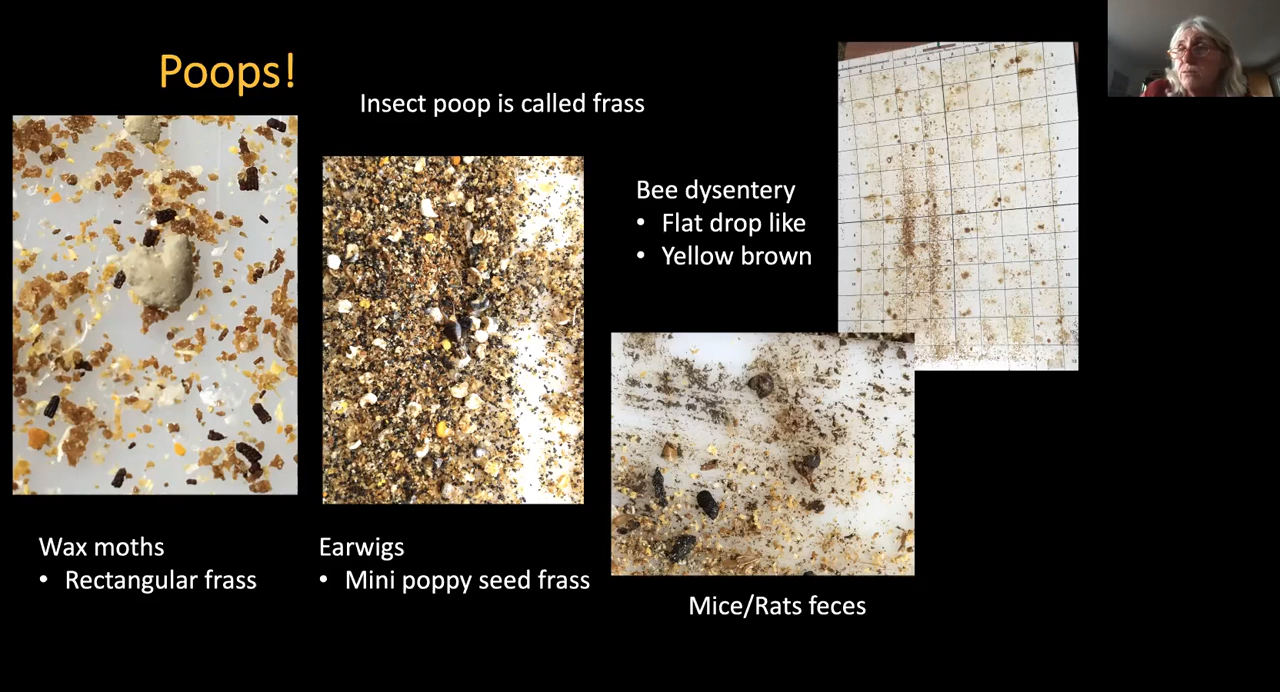 Poops!
Insect poop is called frass
Bee dysentery
• Flat drop like
• Yellow brown
Wax moths
• Rectangular frass
Earwigs
• Mini poppy seed frass
Mice/Rats feces